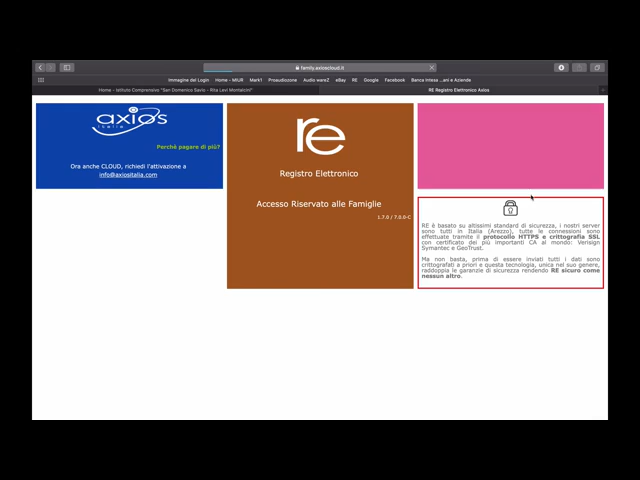 family.axioscloud.it
Immagine del Login Home - MIUR Mark1 Proaudiozone Audio wareZ eBay RE Google Facebook Banca Intesa ...ani e Aziende
Home - Istituto Comprensivo "San Domenico Savio - Rita Levi Montalcini"
RE Registro Elettronico Axios
axios
italia
Perchè pagare di più?
Ora anche CLOUD, richiedi l'attivazione a
info@axiositalia.com
re
Registro Elettronico
Accesso Riservato alle Famiglie
1.7.0 / 7.0.0-C
RE è basato su altissimi standard di sicurezza, i nostri server
sono tutti in Italia (Arezzo), tutte le connessioni sono
effettuate tramite il protocollo HTTPS e crittografia SSL
con certificato dei più importanti CA al mondo: Verisign
Symantec e GeoTrust.
Ma non basta, prima di essere inviati tutti i dati sono
crittografati a priori e questa tecnologia, unica nel suo genere,
raddoppia le garanzie di sicurezza rendendo RE sicuro come
nessun altro.